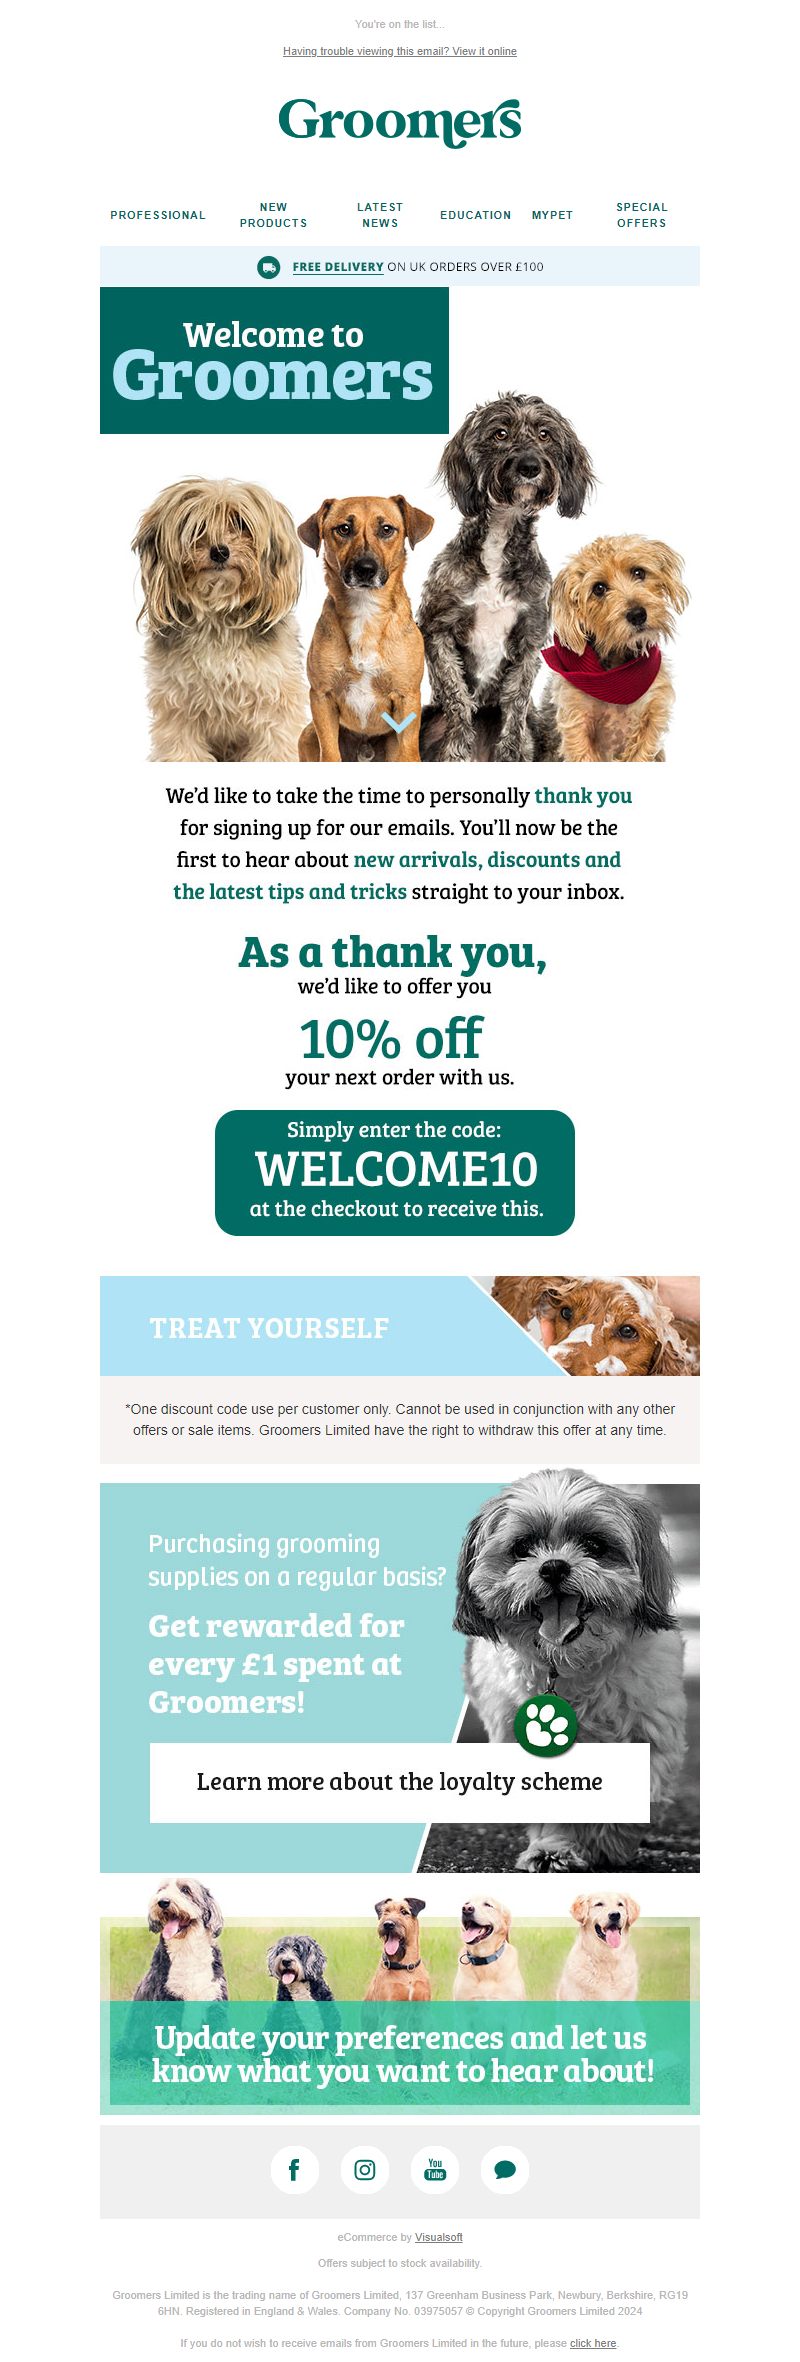 You're on the list...
Having trouble viewing this email? View it online
Groomers
PROFESSIONAL
NEW
PRODUCTS
LATEST
NEWS
EDUCATION
MYPET
SPECIAL
OFFERS
FREE DELIVERY ON UK ORDERS OVER £100
Welcome to
Groomers
We'd like to take the time to personally thank you
for signing up for our emails. You'll now be the
first to hear about new arrivals, discounts and
the latest tips and tricks straight to your inbox.
As a thank you,
we'd like to offer you
10% off
your next order with us.
Simply enter the code:
WELCOME10
at the checkout to receive this.
TREAT YOURSELF
*One discount code use per customer only. Cannot be used in conjunction with any other
offers or sale items. Groomers Limited have the right to withdraw this offer at any time.
Purchasing grooming
supplies on a regular basis?
Get rewarded for
every £1 spent at
Groomers!
Learn more about the loyalty scheme
Update your preferences and let us
know what you want to hear about!
You
Tube
eCommerce by Visualsoft
Offers subject to stock availability.
Groomers Limited is the trading name of Groomers Limited, 137 Greenham Business Park, Newbury, Berkshire, RG19
6HN. Registered in England & Wales. Company No. 03975057 © Copyright Groomers Limited 2024
If you do not wish to receive emails from Groomers Limited in the future, please click here.